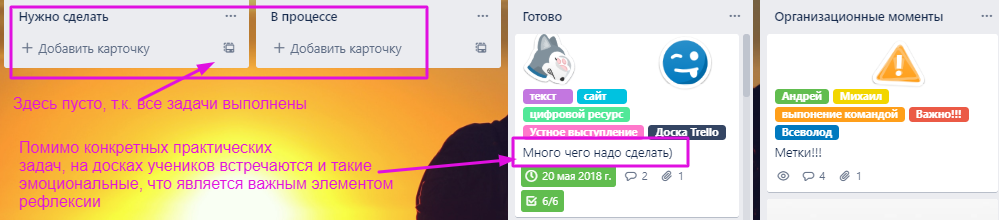 Нужно сделать
+ Добавить карточку
В процессе
+ Добавить карточку
Здесь пусто, т.к. все задачи выполнены
Помимо конкретных практических
задач, на досках учеников встречаются и такие
эмоциональные, что является важным элементом
рефлексии
Готово
текст сайт
цифровой ресурс
Устное выступление Доска Trello
Много чего надо сделать)
20 мая 2018 г. 2 1
6/6
Организационные моменты
Андрей Михаил
выпонение командой Важно!!!
Всеволод
Метки!!!
4 1